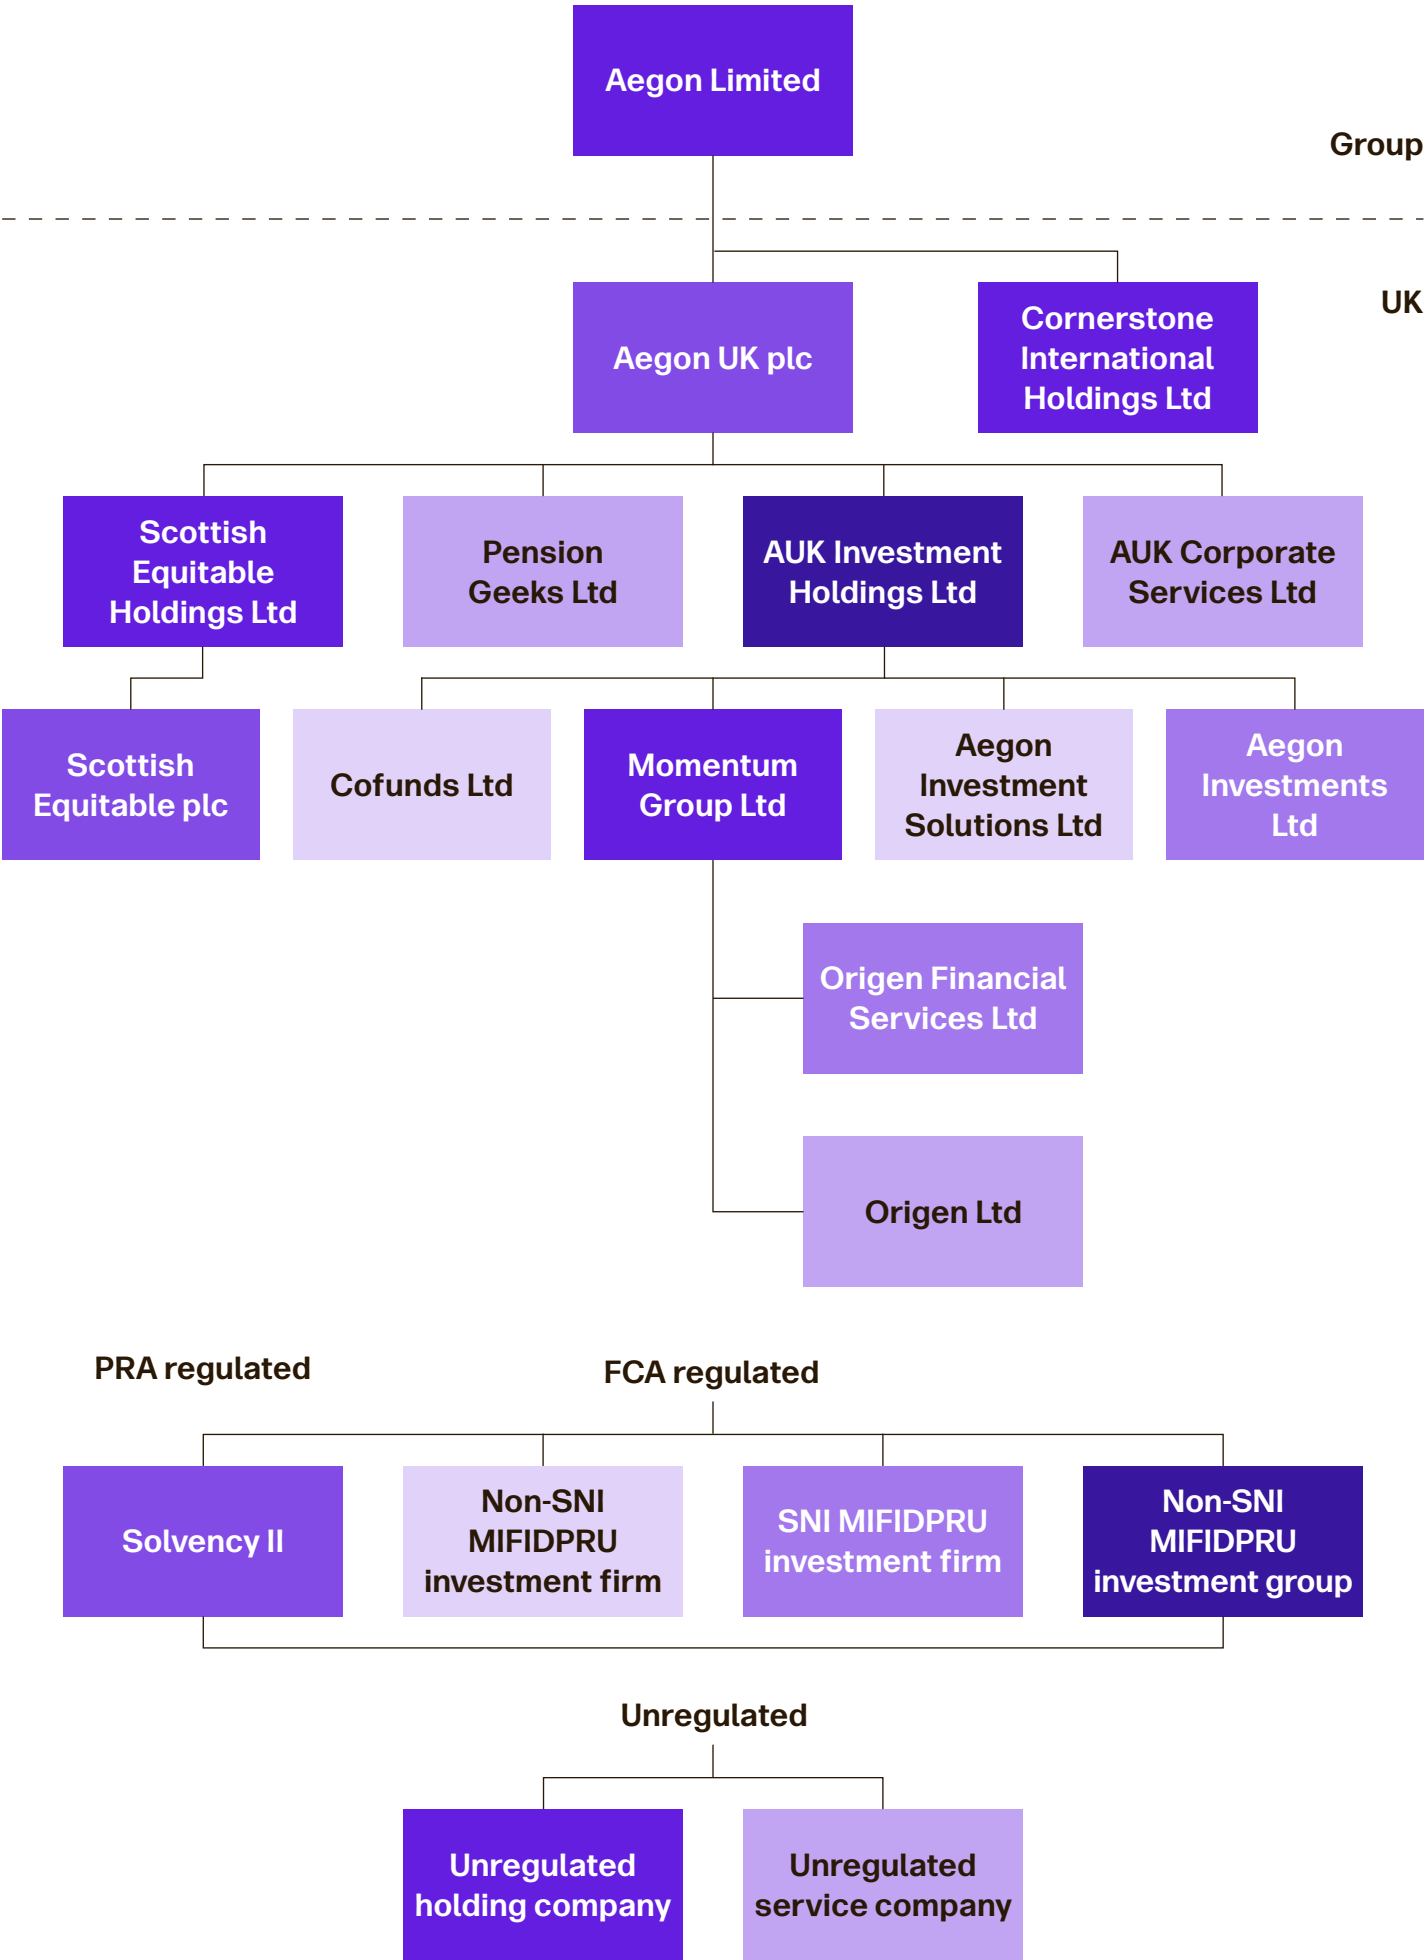 Aegon Limited
Group
UK
Aegon UK plc
Cornerstone
International
Holdings Ltd
Scottish
Equitable
Holdings Ltd
Pension
Geeks Ltd
AUK Investment
Holdings Ltd
AUK Corporate
Services Ltd
Scottish
Equitable plc
Cofunds Ltd
Momentum
Group Ltd
Aegon
Investment
Solutions Ltd
Aegon
Investments
Ltd
Origen Financial
Services Ltd
Origen Ltd
PRA regulated
FCA regulated
Solvency II
Non-SNI
MIFIDPRU
investment firm
SNI MIFIDPRU
investment firm
Non-SNI
MIFIDPRU
investment group
Unregulated
Unregulated
holding company
Unregulated
service company